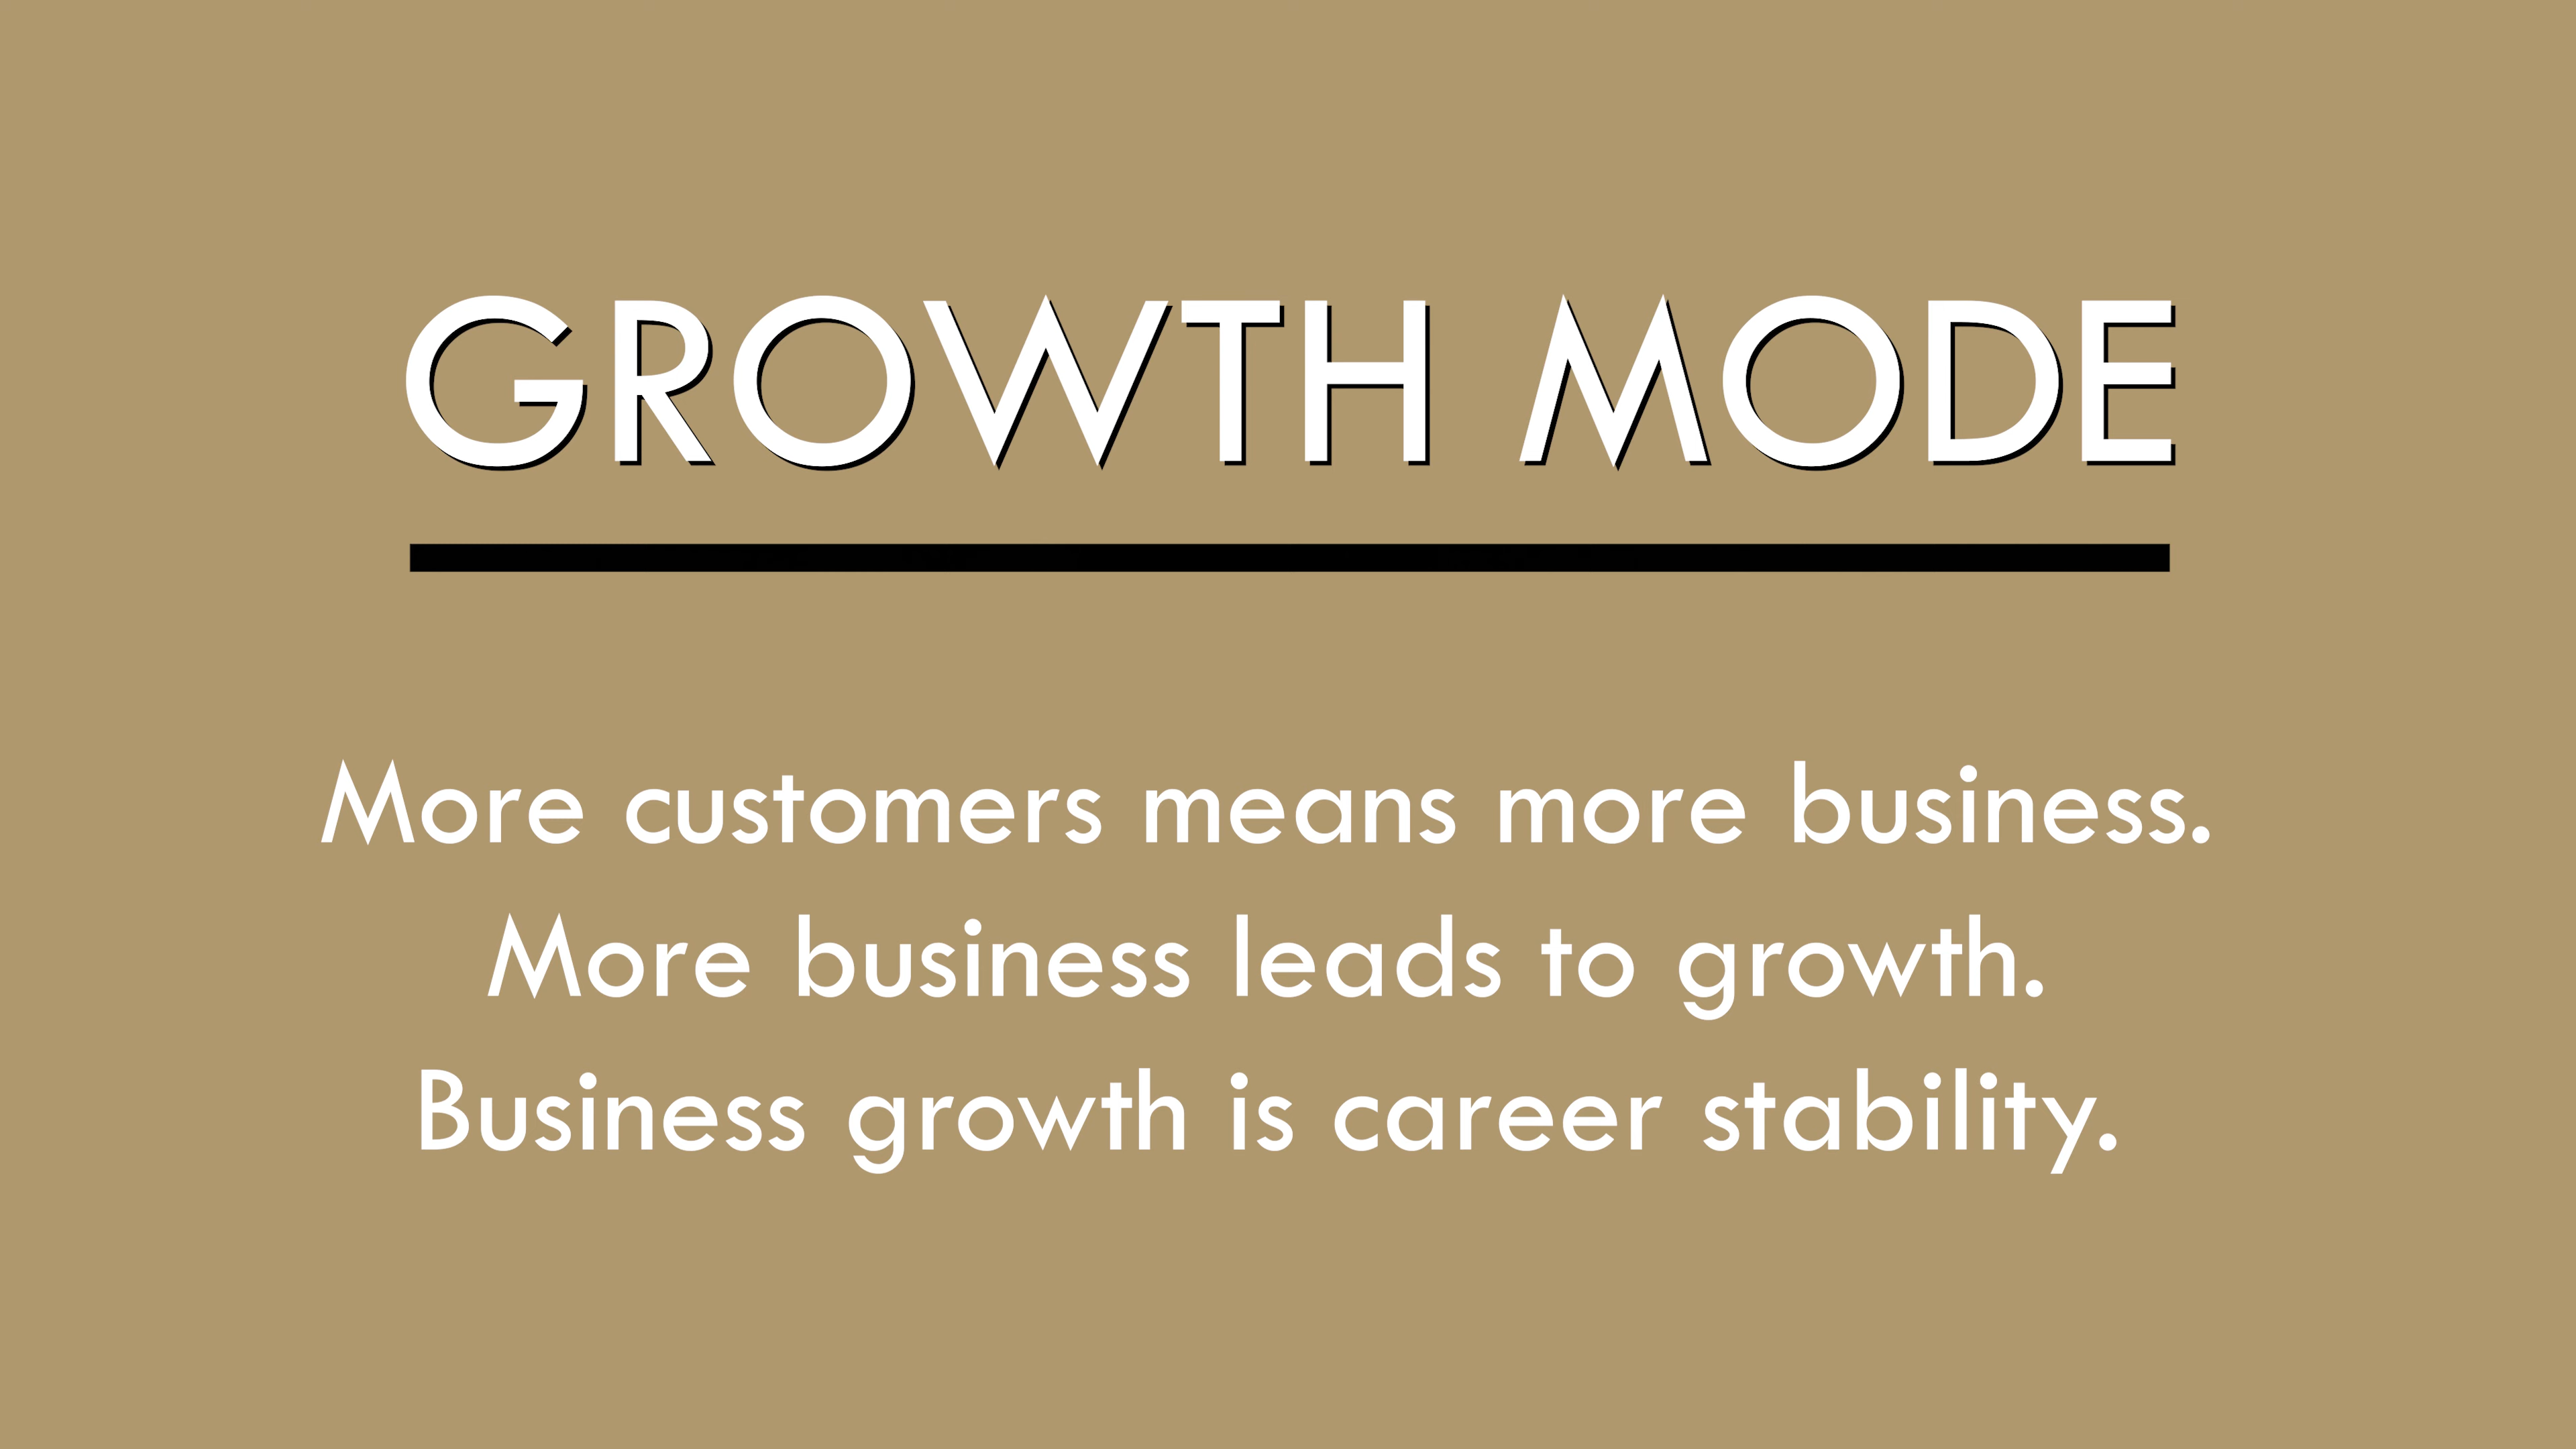 GROWTH MODE
More customers means more business.
More business leads to growth.
Business growth is career stability.